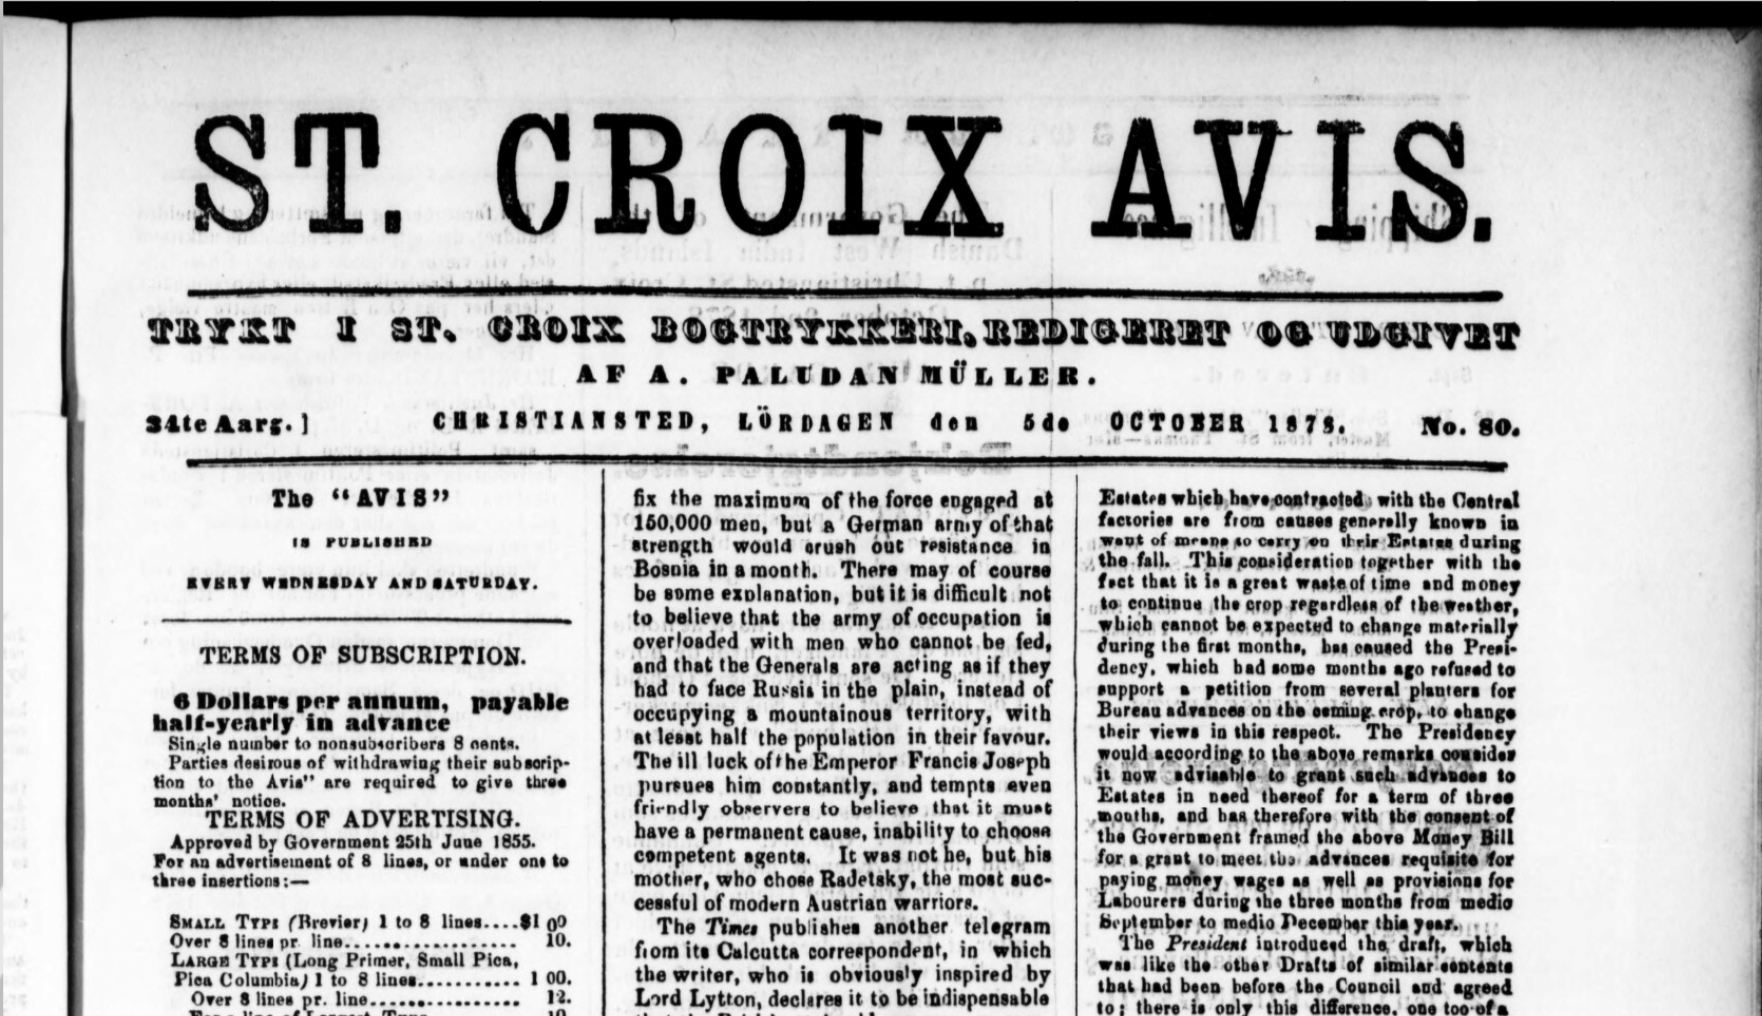 ST. CROIX AVIS.
TRYKT I ST. CROIX BOGTRYKKERI, REDIGERET OG UDGIVET
AF A. PALUDAN MÜLLER.
34te Aarg.] CHRISTIANSTED, LÖRDAGEN den 5de OCTOBER 1878. No. 80.
The "AVIS"
IS PUBLISHED
EVERY WEDNESDAY AND SATURDAY.
TERMS OF SUBSCRIPTION.
6 Dollars per annum, payable
half-yearly in advance
Single number to nonsubscribers 8 cents.
Parties desirous of withdrawing their subscrip-
tion to the Avis" are required to give three
months' notice.
TERMS OF ADVERTISING.
Approved by Government 25th June 1855.
For an advertisement of 8 lines, or under one to
three insertions:—
SMALL TYPE (Brevier) 1 to 8 lines....$1 00
Over 8 lines pr. line...................... 10.
LARGE TYPE (Long Primer, Small Pica,
Pica Columbia) 1 to 8 lines........... 1 00.
Over 8 lines pr. line................... 12.
fix the maximum of the force engaged at
150,000 men, but a German army of that
strength would crush out resistance in
Bosnia in a month. There may of course
be some explanation, but it is difficult not
to believe that the army of occupation is
overloaded with men who cannot be fed,
and that the Generals are acting as if they
had to face Russia in the plain, instead of
occupying a mountainous territory, with
at least half the population in their favour.
The ill luck of the Emperor Francis Joseph
pursues him constantly, and tempts even
friendly observers to believe that it must
have a permanent cause, inability to choose
competent agents. It was not he, but his
mother, who chose Radetsky, the most suc-
cessful of modern Austrian warriors.
The Times publishes another telegram
from its Calcutta correspondent, in which
the writer, who is obviously inspired by
Lord Lytton, declares it to be indispensable
Estates which have contracted with the Central
factories are from causes generally known in
want of means to carry on their Estates during
the fall. This consideration together with the
fact that it is a great waste of time and money
to continue the crop regardless of the weather,
which cannot be expected to change materially
during the first months, has caused the Presi-
dency, which had some months ago refused to
support a petition from several planters for
Bureau advances on the coming crop, to change
their views in this respect. The Presidency
would according to the above remarks consider
it now advisable to grant such advances to
Estates in need thereof for a term of three
months, and has therefore with the consent of
the Government framed the above Money Bill
for a grant to meet the advances requisite for
paying money wages as well as provisions for
Labourers during the three months from medio
September to medio December this year.
The President introduced the draft, which
was like the other Drafts of similar contents
that had been before the Council and agreed
to; there is only this difference, one too of a